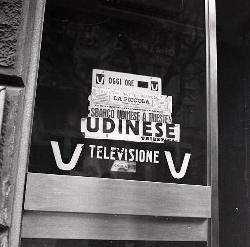 OGGI ORE
LA PICCOLA
SBARCO UDINESE A TRIESTE
UDINESE
TELEVISIONE